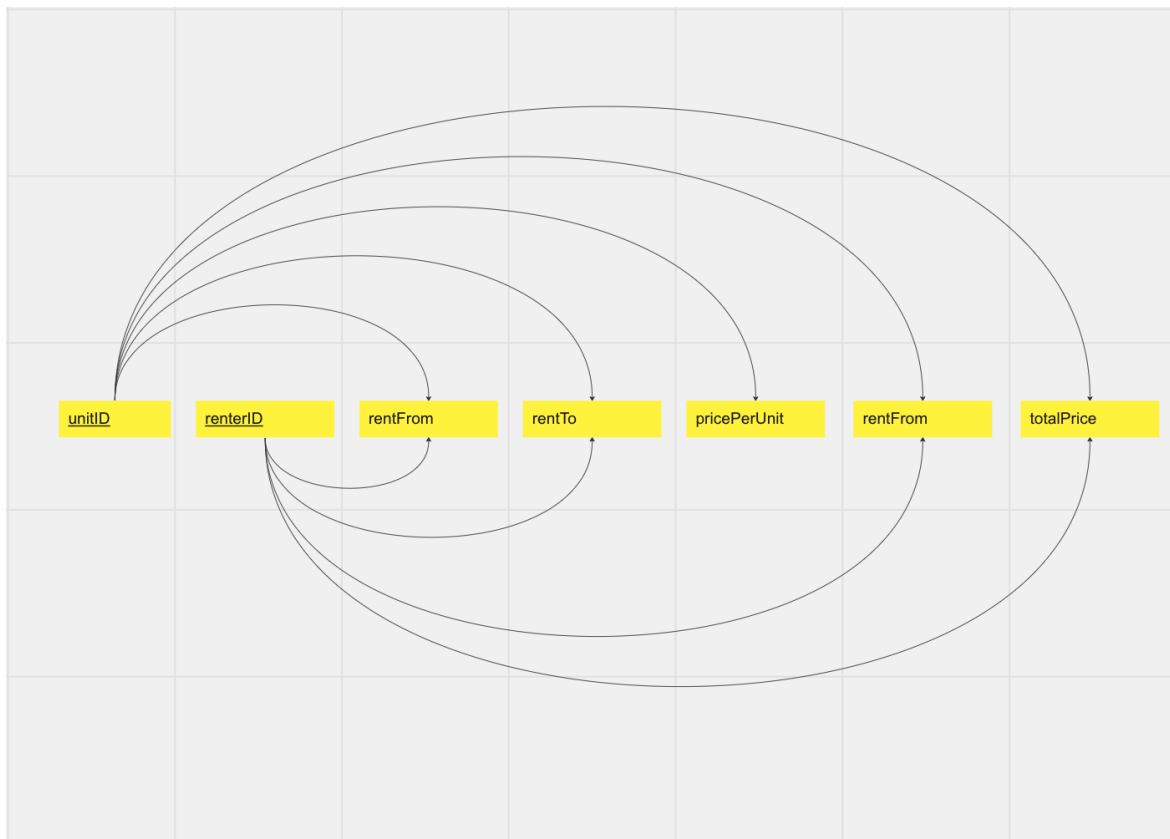 unitID
renterID
rentFrom
rentTo
pricePerUnit
rentFrom
totalPrice